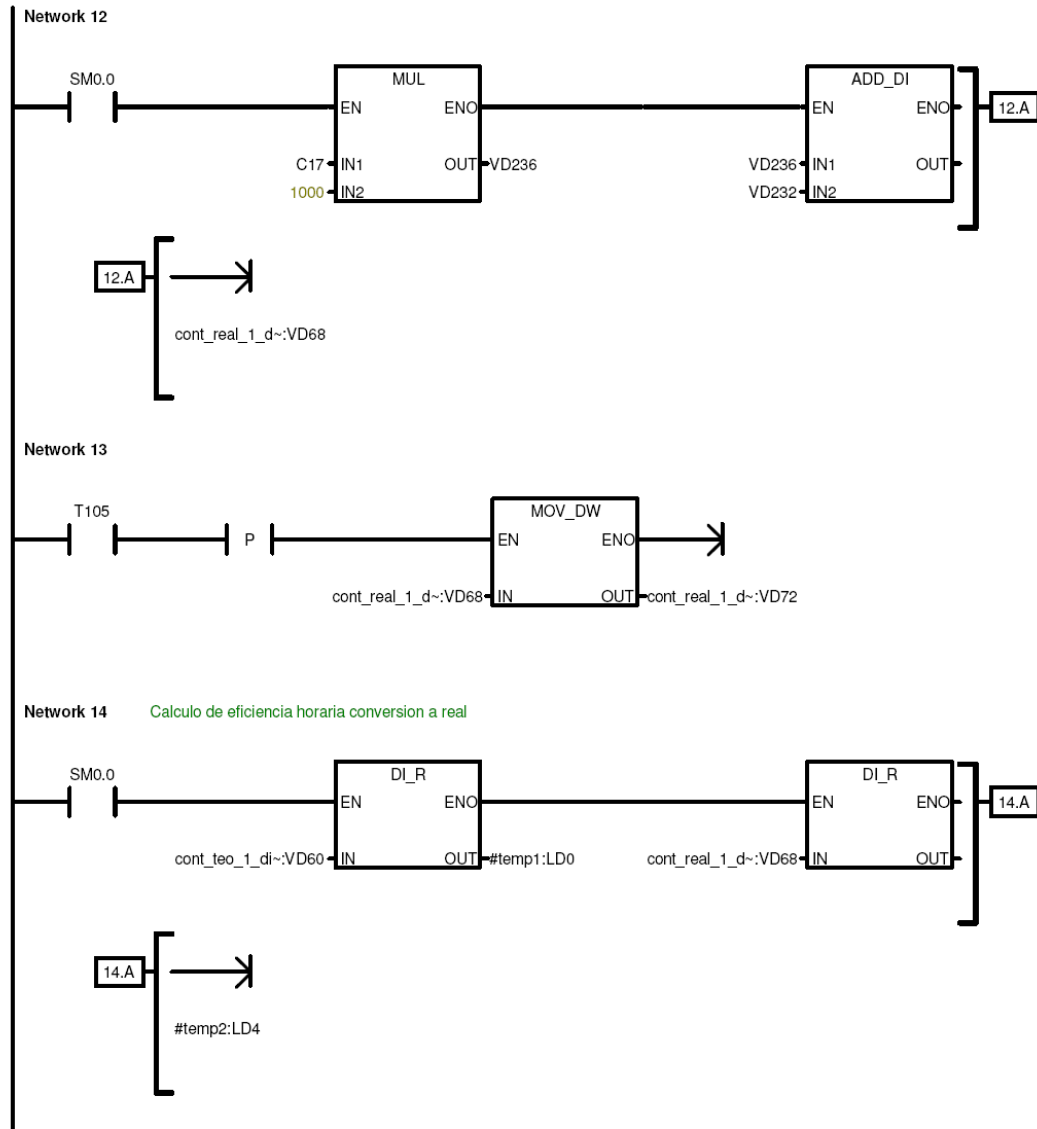 Network 12
SM0.0
MUL
ADD_DI
EN
ENO
EN
ENO
12.A
C17
IN1
OUT
VD236
VD236
IN1
OUT
1000
IN2
VD232
IN2
12.A
cont_real_1_d~:VD68
Network 13
T105
MOV_DW
P
EN
ENO
cont_real_1_d~:VD68
IN
OUT
cont_real_1_d~:VD72
Network 14 Calculo de eficiencia horaria conversion a real
SM0.0
DI_R
DI_R
EN
ENO
EN
ENO
14.A
cont_teo_1_di~:VD60
IN
OUT
#temp1:LD0
cont_real_1_d~:VD68
IN
OUT
14.A
#temp2:LD4